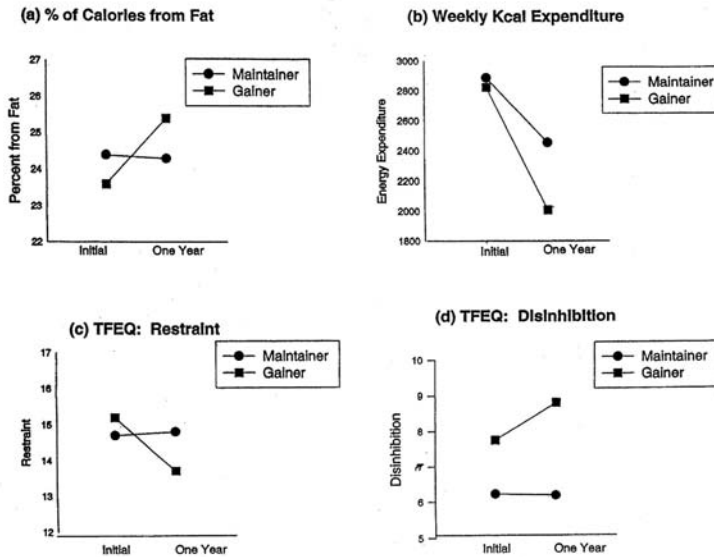 (a) % of Calories from Fat
Maintainer
Gainer
Percent from Fat
27
26
25
24
23
22
Initial
One Year
(b) Weekly Kcal Expenditure
Maintainer
Gainer
Energy Expenditure
3000
2800
2600
2400
2200
2000
1800
Initial
One Year
(c) TFEQ: Restraint
Maintainer
Gainer
Restraint
17
16
15
14
13
12
Initial
One Year
(d) TFEQ: Disinhibition
Maintainer
Gainer
Disinhibition
10
9
8
6
5
Initial
One Year